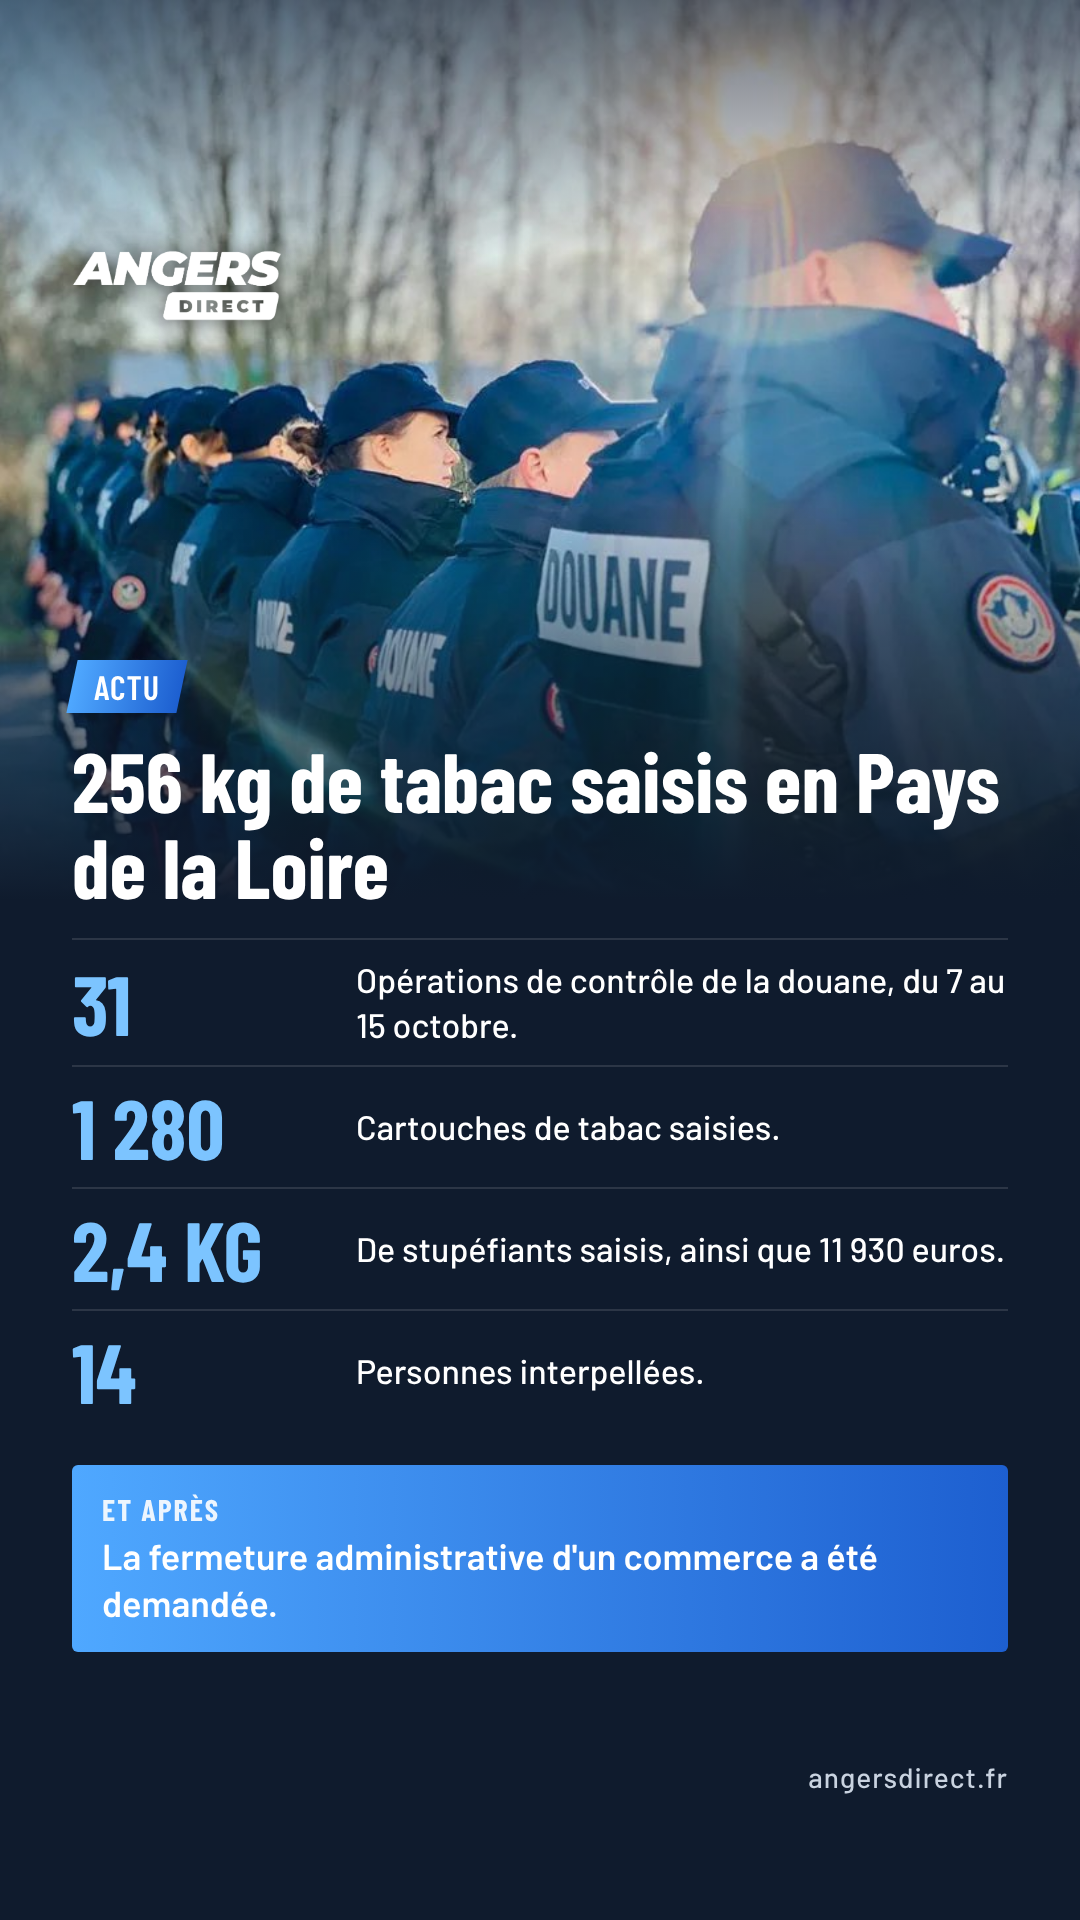 ANGERS
DIRECT
DOUANE
DOUANE
ACTU
256 kg de tabac saisis en Pays
de la Loire
31
Opérations de contrôle de la douane, du 7 au
15 octobre.
1 280
Cartouches de tabac saisies.
2,4 KG
De stupéfiants saisis, ainsi que 11 930 euros.
14
Personnes interpellées.
ET APRÈS
La fermeture administrative d'un commerce a été
demandée.
angersdirect.fr